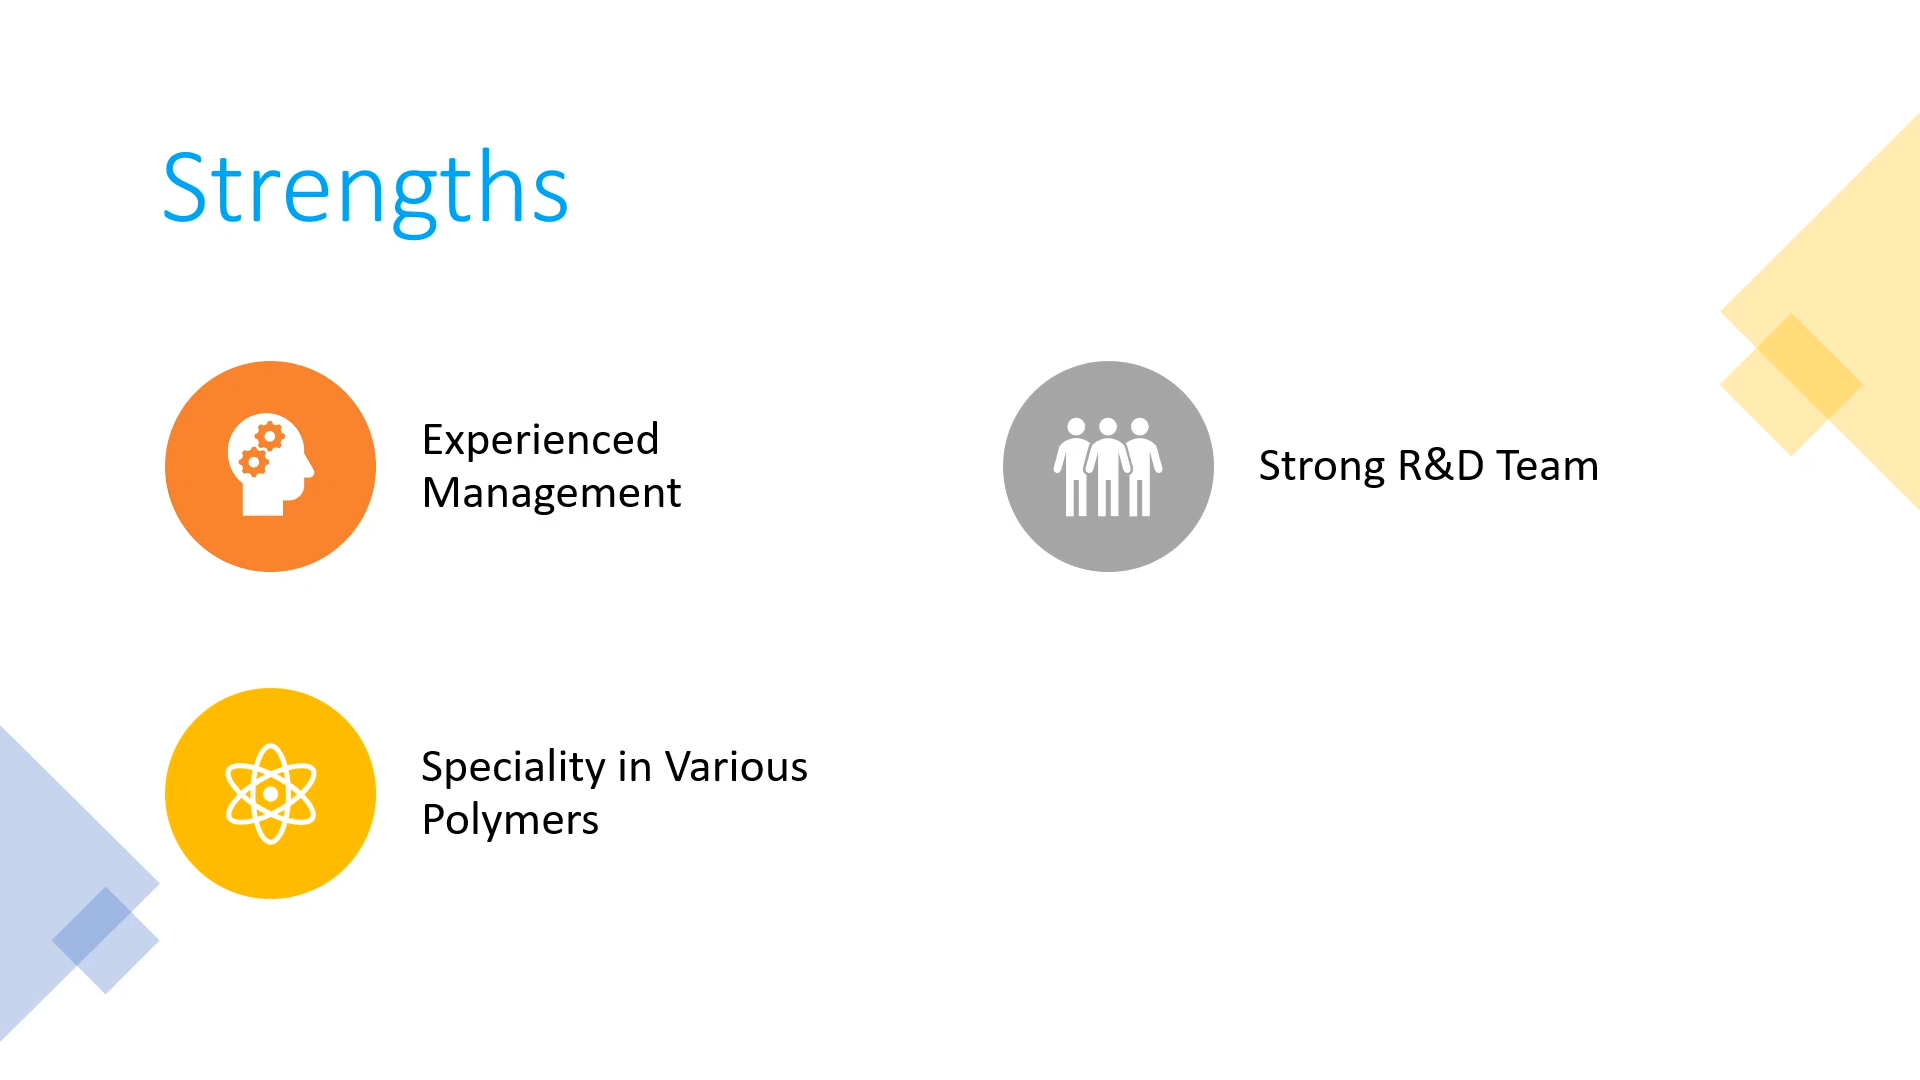 Strengths
Experienced
Management
Strong R&D Team
Speciality in Various
Polymers